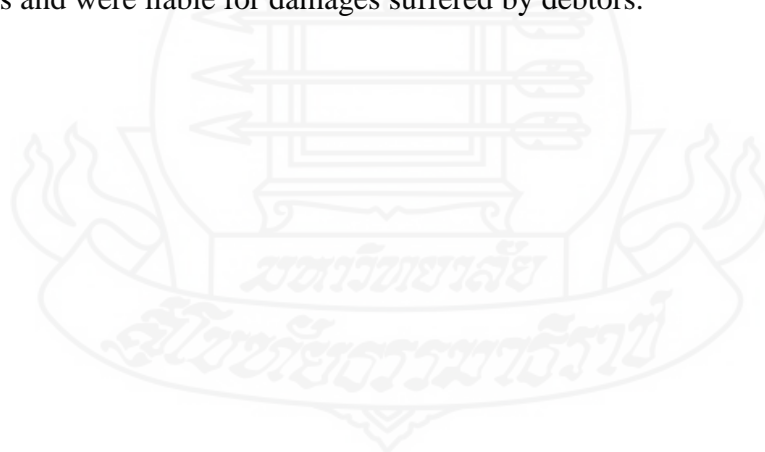 s and were liable for damages suffered by debtors.
มหาวิทยาลัย
สุโขทัยธรรมาธิราช